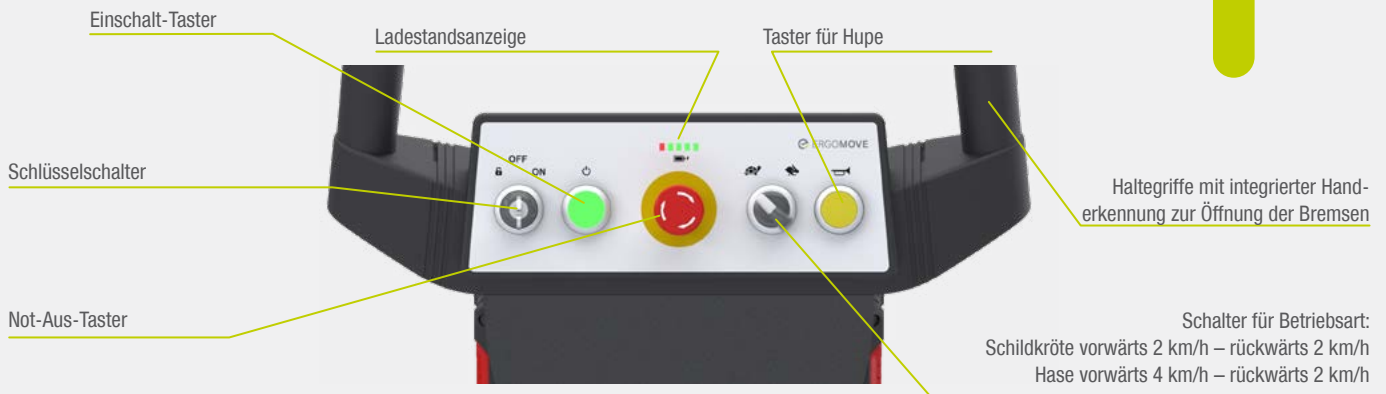 Einschalt-Taster
Ladestandsanzeige
Taster für Hupe
Schlüsselschalter
OFF
ON
ERGOMOVE
Haltegriffe mit integrierter Hand-
erkennung zur Öffnung der Bremsen
Not-Aus-Taster
Schalter für Betriebsart:
Schildkröte vorwärts 2 km/h – rückwärts 2 km/h
Hase vorwärts 4 km/h – rückwärts 2 km/h